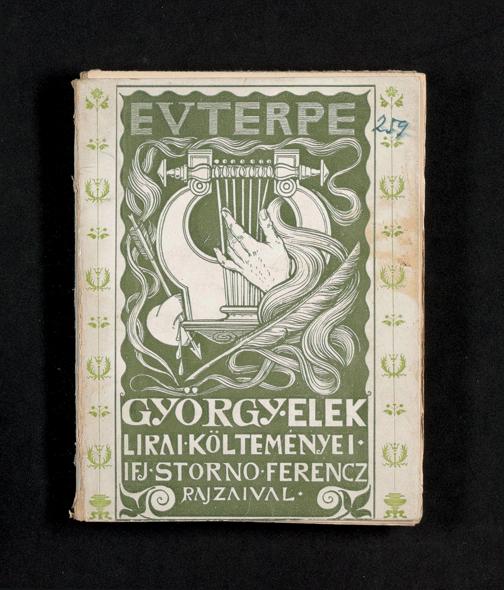 EVTERPE
259
GYÖRGY·ELEK
LIRAI·KÖLTEMÉNYEI·
IFJ·STORNO·FERENCZ
RAJZAIVAL·